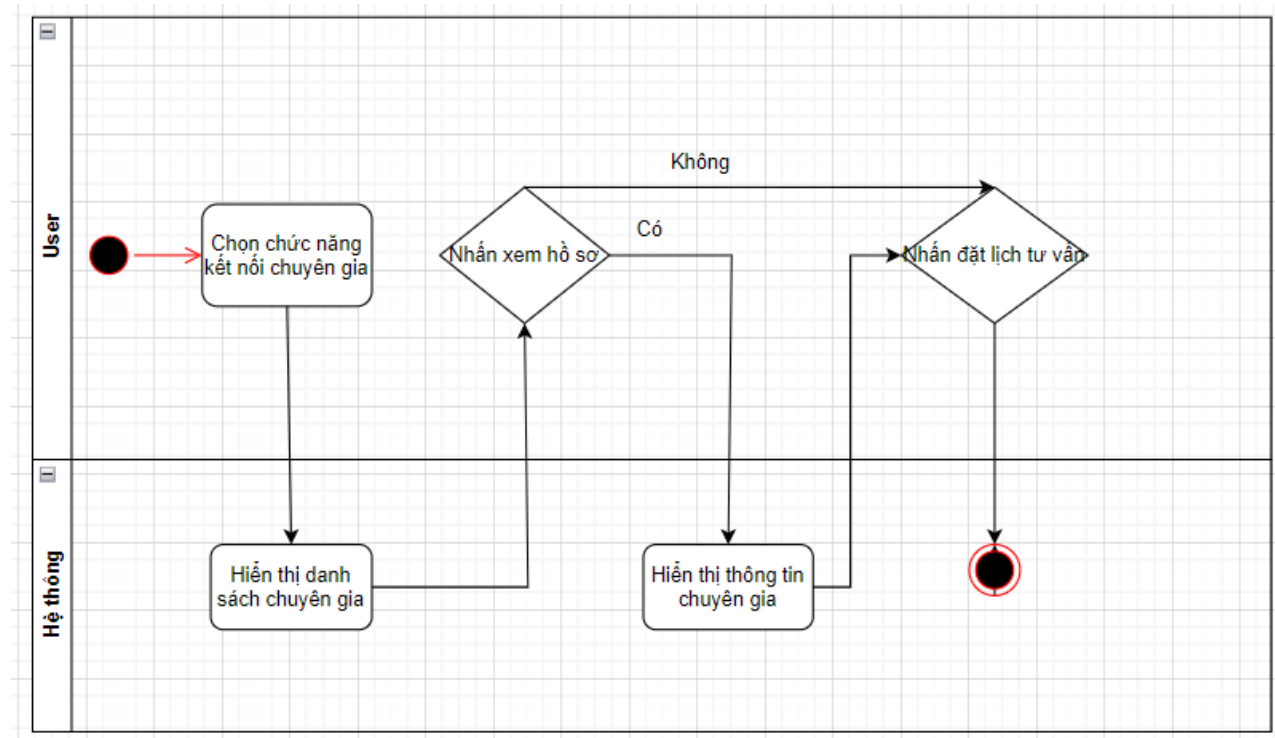 User
Chọn chức năng
kết nối chuyên gia
Nhấn xem hồ sơ
Không
Có
Nhấn đặt lịch tư vấn
Hệ thông
Hiển thị danh
sách chuyên gia
Hiển thị thông tin
chuyên gia